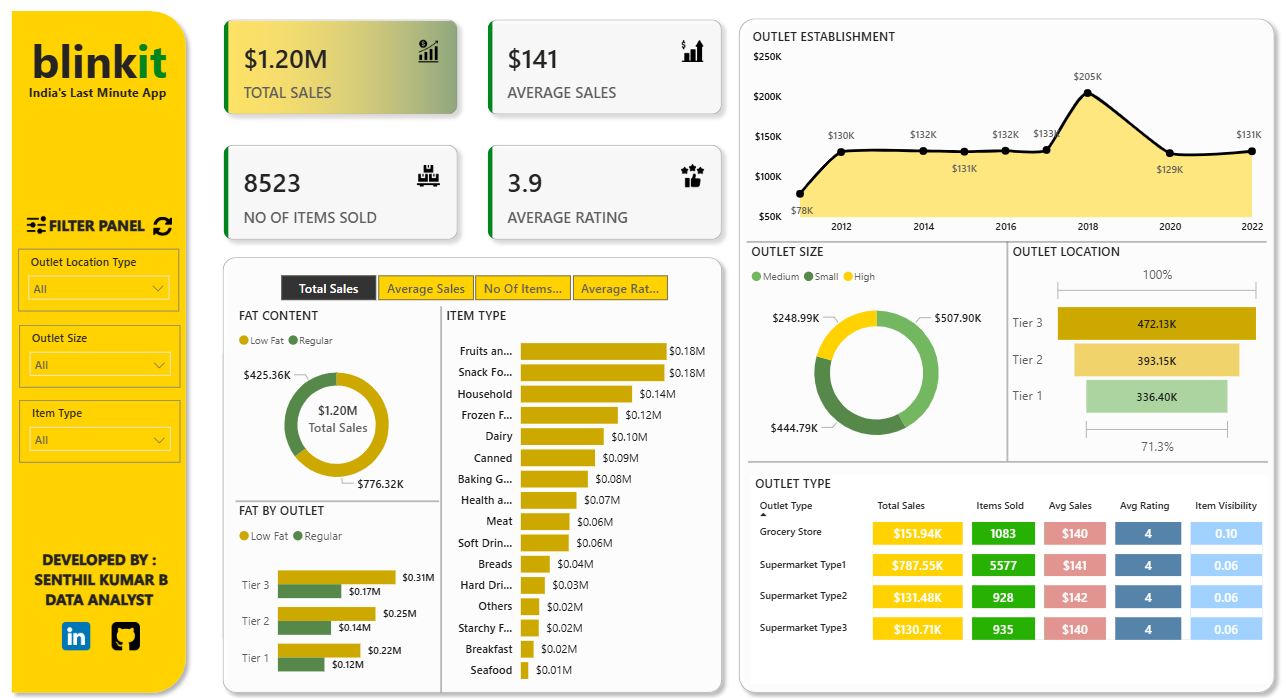 blinkit
India's Last Minute App
FILTER PANEL
Outlet Location Type
All
Outlet Size
All
Item Type
All
DEVELOPED BY :
SENTHIL KUMAR B
DATA ANALYST
in
$1.20M
TOTAL SALES
$141
AVERAGE SALES
8523
NO OF ITEMS SOLD
3.9
AVERAGE RATING
Total Sales
Average Sales
No Of Items...
Average Rat...
FAT CONTENT
Low Fat Regular
$425.36K
$1.20M
Total Sales
$776.32K
FAT BY OUTLET
Low Fat Regular
Tier 3 $0.31M
$0.17M
Tier 2 $0.25M
$0.14M
Tier 1 $0.22M
$0.12M
ITEM TYPE
Fruits an... $0.18M
Snack Fo... $0.18M
Household $0.14M
Frozen F... $0.12M
Dairy $0.10M
Canned $0.09M
Baking G... $0.08M
Health a... $0.07M
Meat $0.06M
Soft Drin... $0.06M
Breads $0.04M
Hard Dri... $0.03M
Others $0.02M
Starchy F... $0.02M
Breakfast $0.02M
Seafood $0.01M
OUTLET ESTABLISHMENT
$250K
$200K
$150K
$100K
$50K
$78K
$130K
$132K
$131K
$132K
$133K
$205K
$129K
$131K
2012 2014 2016 2018 2020 2022
OUTLET SIZE
Medium Small High
$248.99K
$507.90K
$444.79K
OUTLET LOCATION
100%
Tier 3 472.13K
Tier 2 393.15K
Tier 1 336.40K
71.3%
OUTLET TYPE
Outlet Type Total Sales Items Sold Avg Sales Avg Rating Item Visibility
Grocery Store $151.94K 1083 $140 4 0.10
Supermarket Type1 $787.55K 5577 $141 4 0.06
Supermarket Type2 $131.48K 928 $142 4 0.06
Supermarket Type3 $130.71K 935 $140 4 0.06